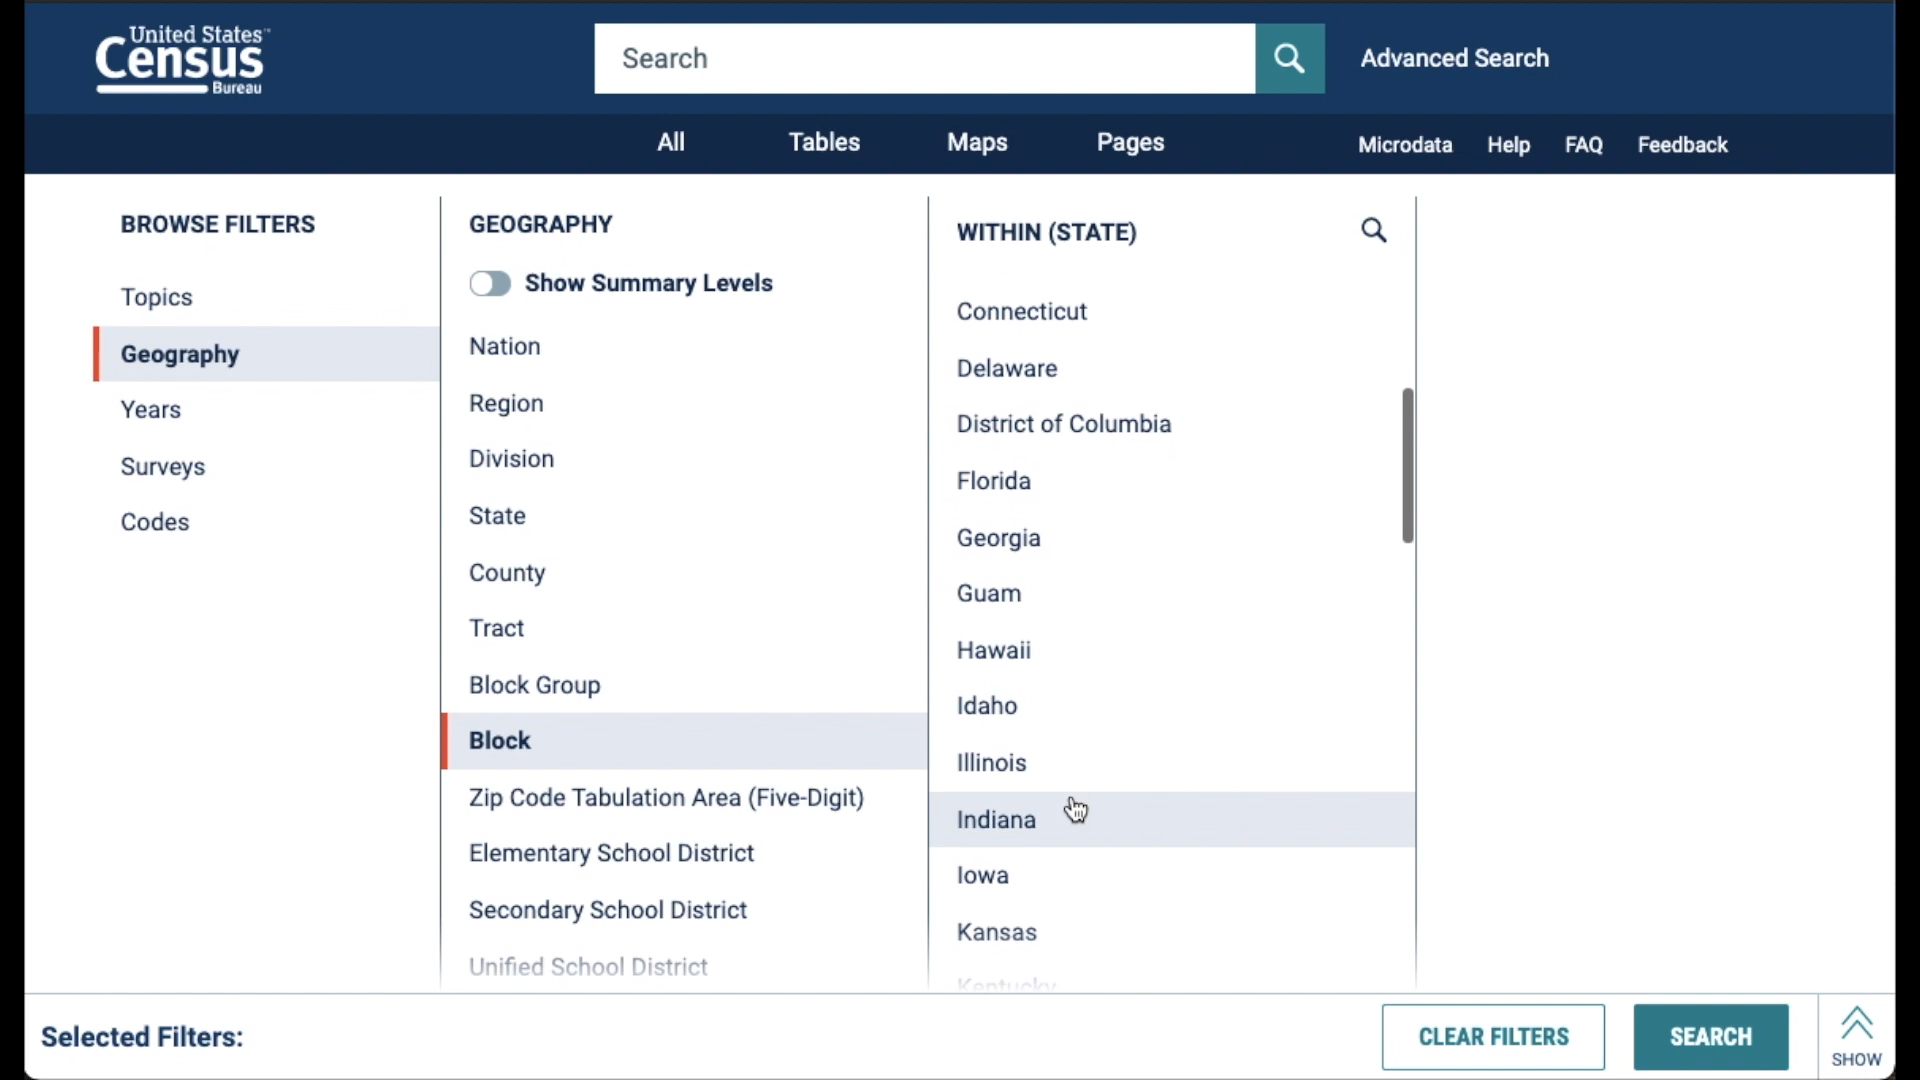 United States™
Census
Bureau
Search
Advanced Search
All
Tables
Maps
Pages
Microdata
Help
FAQ
Feedback
BROWSE FILTERS
Topics
Geography
Years
Surveys
Codes
GEOGRAPHY
Show Summary Levels
Nation
Region
Division
State
County
Tract
Block Group
Block
Zip Code Tabulation Area (Five-Digit)
Elementary School District
Secondary School District
Unified School District
WITHIN (STATE)
Connecticut
Delaware
District of Columbia
Florida
Georgia
Guam
Hawaii
Idaho
Illinois
Indiana
Iowa
Kansas
Kentucky
Selected Filters:
CLEAR FILTERS
SEARCH
SHOW